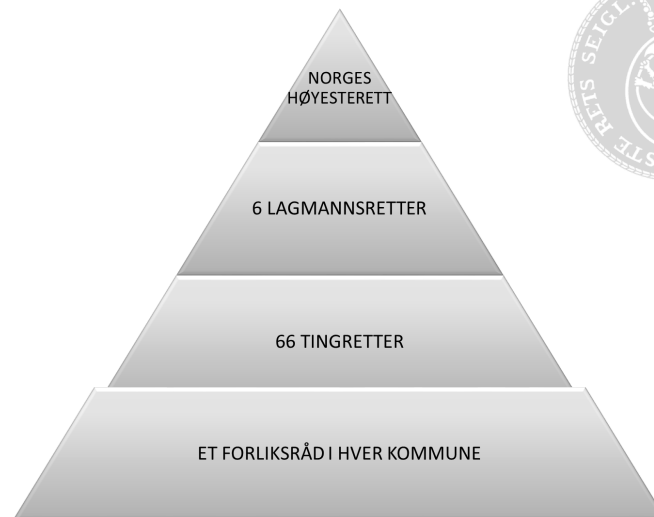 NORGES
HØYESTERETT
6 LAGMANNSRETTER
66 TINGRETTER
ET FORLIKSRÅD I HVER KOMMUNE